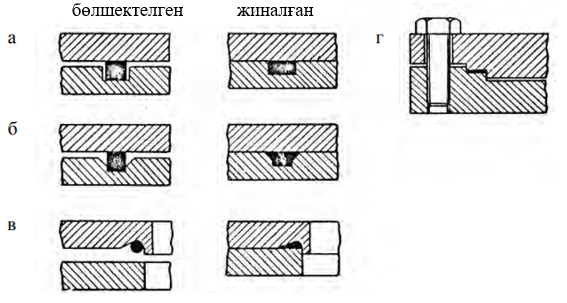 бөлшектелген жиналған
а
г
б
в